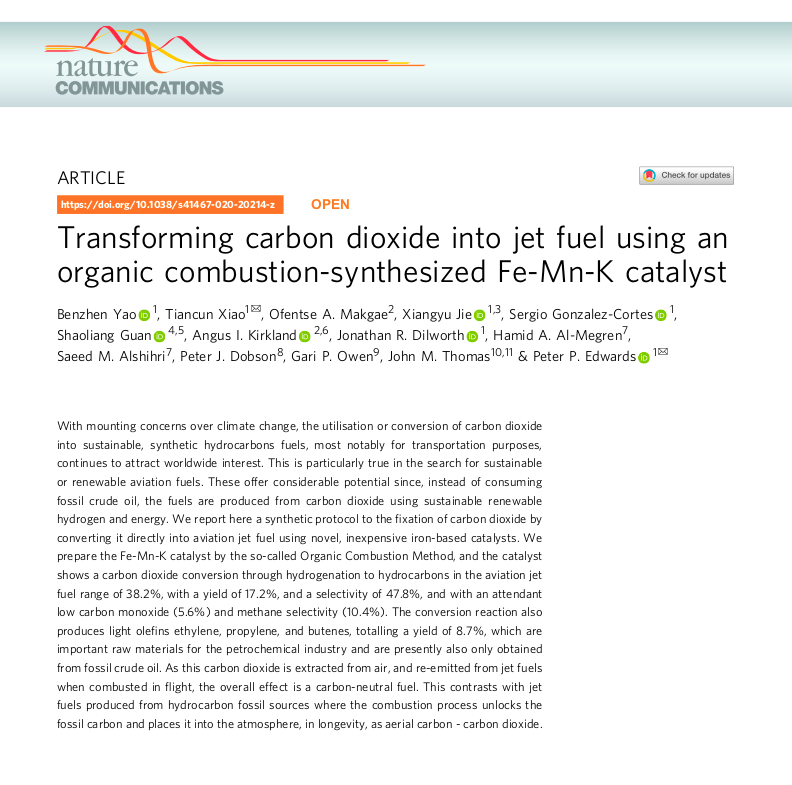 nature
COMMUNICATIONS
ARTICLE
Check for updates
https://doi.org/10.1038/s41467-020-20214-z
OPEN
Transforming carbon dioxide into jet fuel using an
organic combustion-synthesized Fe-Mn-K catalyst
Benzhen Yao iD 1, Tiancun Xiao1✉, Ofentse A. Makgae2, Xiangyu Jie iD 1,3, Sergio Gonzalez-Cortes iD 1,
Shaoliang Guan iD 4,5, Angus I. Kirkland iD 2,6, Jonathan R. Dilworth iD 1, Hamid A. Al-Megren7,
Saeed M. Alshihri7, Peter J. Dobson8, Gari P. Owen9, John M. Thomas10,11 & Peter P. Edwards iD 1✉
With mounting concerns over climate change, the utilisation or conversion of carbon dioxide
into sustainable, synthetic hydrocarbons fuels, most notably for transportation purposes,
continues to attract worldwide interest. This is particularly true in the search for sustainable
or renewable aviation fuels. These offer considerable potential since, instead of consuming
fossil crude oil, the fuels are produced from carbon dioxide using sustainable renewable
hydrogen and energy. We report here a synthetic protocol to the fixation of carbon dioxide by
converting it directly into aviation jet fuel using novel, inexpensive iron-based catalysts. We
prepare the Fe-Mn-K catalyst by the so-called Organic Combustion Method, and the catalyst
shows a carbon dioxide conversion through hydrogenation to hydrocarbons in the aviation jet
fuel range of 38.2%, with a yield of 17.2%, and a selectivity of 47.8%, and with an attendant
low carbon monoxide (5.6%) and methane selectivity (10.4%). The conversion reaction also
produces light olefins ethylene, propylene, and butenes, totalling a yield of 8.7%, which are
important raw materials for the petrochemical industry and are presently also only obtained
from fossil crude oil. As this carbon dioxide is extracted from air, and re-emitted from jet fuels
when combusted in flight, the overall effect is a carbon-neutral fuel. This contrasts with jet
fuels produced from hydrocarbon fossil sources where the combustion process unlocks the
fossil carbon and places it into the atmosphere, in longevity, as aerial carbon - carbon dioxide.